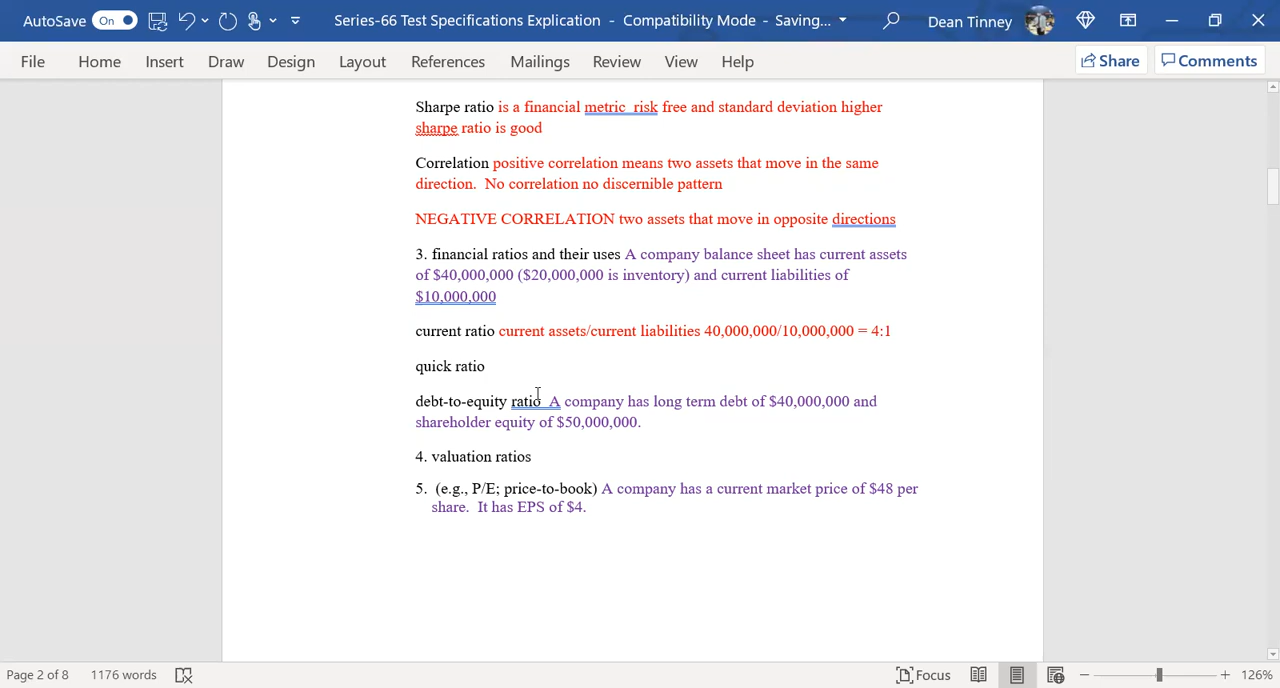 AutoSave On Series-66 Test Specifications Explication - Compatibility Mode - Saving... Dean Tinney
File Home Insert Draw Design Layout References Mailings Review View Help Share Comments
Sharpe ratio is a financial metric  risk free and standard deviation higher
sharpe ratio is good
Correlation positive correlation means two assets that move in the same
direction.  No correlation no discernible pattern
NEGATIVE CORRELATION two assets that move in opposite directions
3. financial ratios and their uses A company balance sheet has current assets
of $40,000,000 ($20,000,000 is inventory) and current liabilities of
$10,000,000
current ratio current assets/current liabilities 40,000,000/10,000,000 = 4:1
quick ratio
debt-to-equity ratio  A company has long term debt of $40,000,000 and
shareholder equity of $50,000,000.
4. valuation ratios
5.  (e.g., P/E; price-to-book) A company has a current market price of $48 per
share.  It has EPS of $4.
Page 2 of 8 1176 words Focus 126%